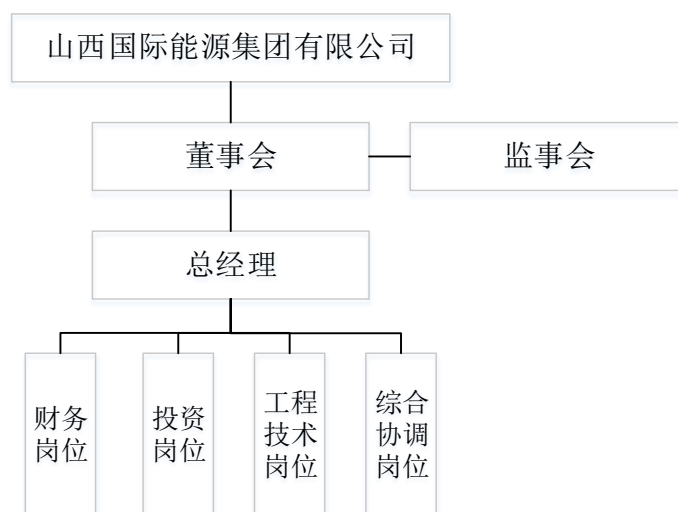 山西国际能源集团有限公司
董事会
监事会
总经理
财务
岗位
投资
岗位
工程
技术
岗位
综合
协调
岗位